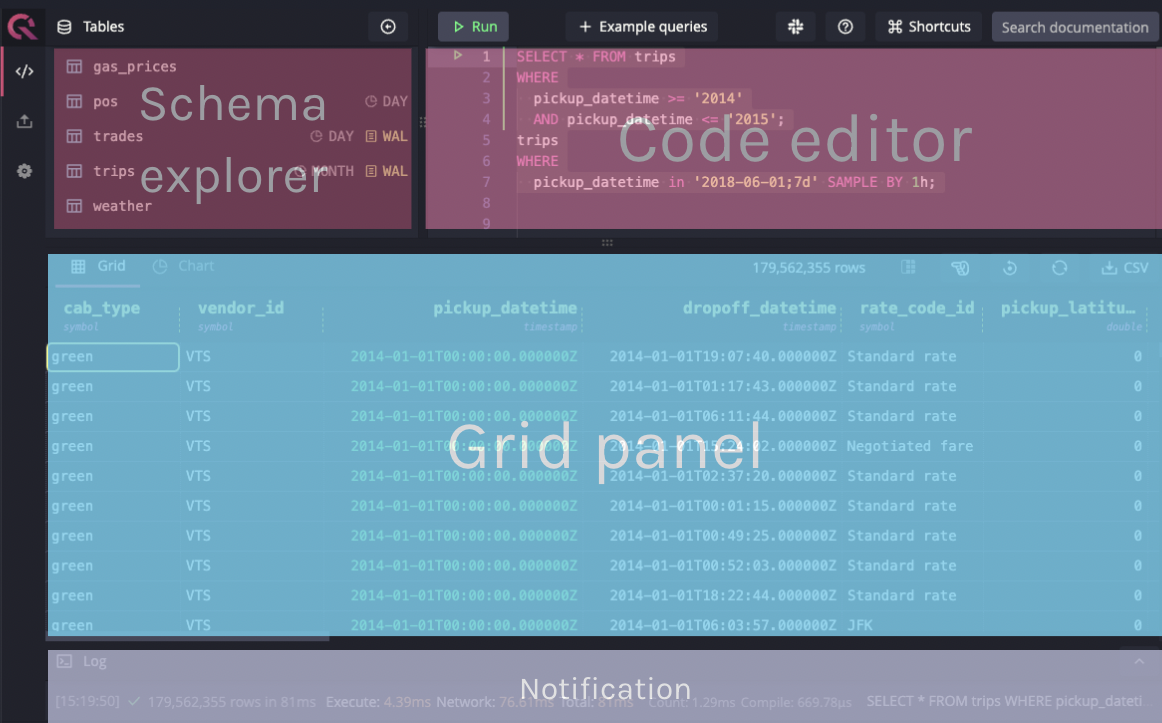 Tables
Run
Example queries
Shortcuts
Search documentation
gas_prices
pos DAY
trades DAY WAL
trips MONTH WAL
weather
Schema explorer
1 SELECT * FROM trips
2 WHERE
3 pickup_datetime >= '2014'
4 AND pickup_datetime <= '2015';
5 trips
6 WHERE
7 pickup_datetime in '2018-06-01;7d' SAMPLE BY 1h;
8
9
Code editor
Grid Chart 179,562,355 rows CSV
cab_type vendor_id pickup_datetime dropoff_datetime rate_code_id pickup_latitu…
symbol symbol timestamp timestamp symbol double
green VTS 2014-01-01T00:00:00.000000Z 2014-01-01T19:07:40.000000Z Standard rate 0
green VTS 2014-01-01T00:00:00.000000Z 2014-01-01T01:17:43.000000Z Standard rate 0
green VTS 2014-01-01T00:00:00.000000Z 2014-01-01T06:11:44.000000Z Standard rate 0
green VTS 2014-01-01T00:00:00.000000Z 2014-01-01T15:24:02.000000Z Negotiated fare 0
green VTS 2014-01-01T00:00:00.000000Z 2014-01-01T02:37:20.000000Z Standard rate 0
green VTS 2014-01-01T00:00:00.000000Z 2014-01-01T00:01:15.000000Z Standard rate 0
green VTS 2014-01-01T00:00:00.000000Z 2014-01-01T00:49:25.000000Z Standard rate 0
green VTS 2014-01-01T00:00:00.000000Z 2014-01-01T00:52:03.000000Z Standard rate 0
green VTS 2014-01-01T00:00:00.000000Z 2014-01-01T18:22:44.000000Z Standard rate 0
green VTS 2014-01-01T00:00:00.000000Z 2014-01-01T06:03:57.000000Z JFK 0
Grid panel
Log
Notification
[15:19:50] 179,562,355 rows in 81ms Execute: 4.39ms Network: 76.61ms Total: 81ms Count: 1.29ms Compile: 669.78μs SELECT * FROM trips WHERE pickup_dateti…